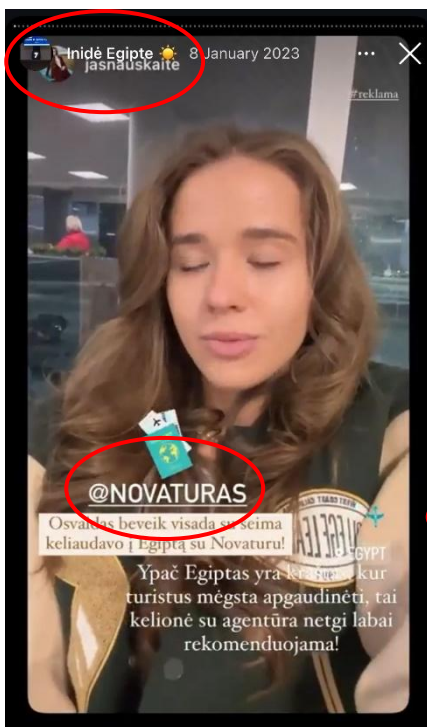 Inidė Egipte ☀️ 8 January 2023 ...
jasnauskaite
#reklama
@NOVATURAS
Osvaldas beveik visada su šeima
keliaudavo į Egiptą su Novaturu!
EGYPT
Ypač Egiptas yra kur
turistus mėgsta apgaudinėti, tai
kelionė su agentūra netgi labai
rekomenduojama!